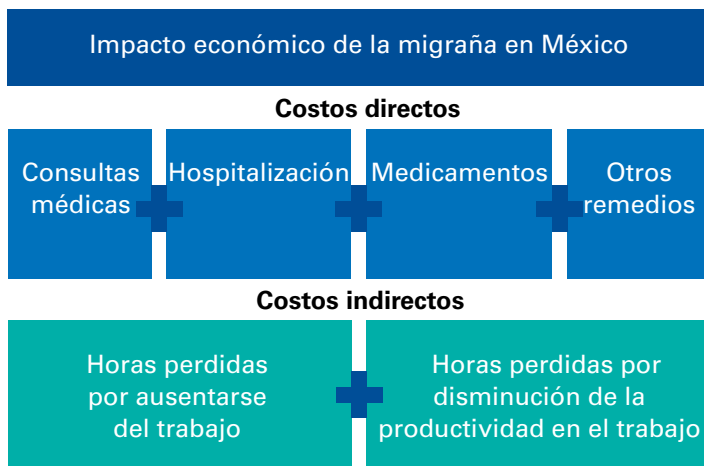 Impacto económico de la migraña en México
Costos directos
Consultas
médicas
Hospitalización
Medicamentos
Otros
remedios
Costos indirectos
Horas perdidas
por ausentarse
del trabajo
Horas perdidas por
disminución de la
productividad en el trabajo